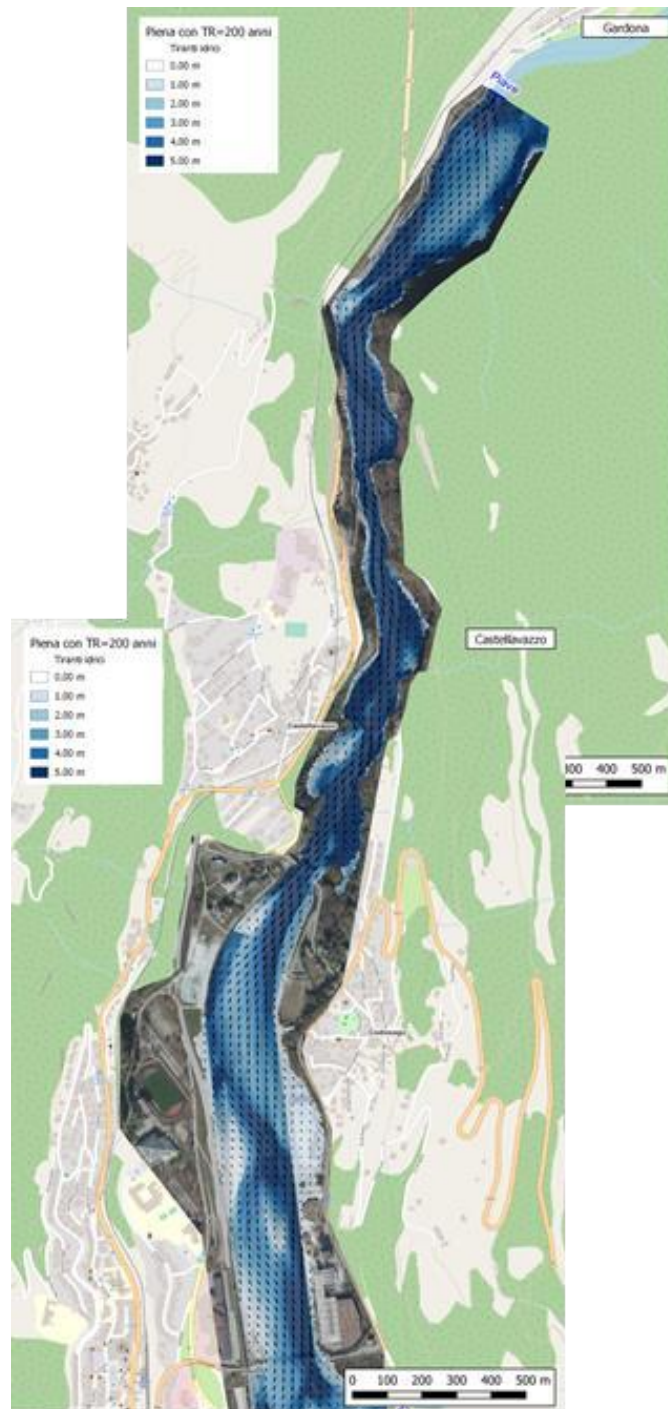 Piena con TR=200 anni
Tiranti idrici
0.00 m
1.00 m
2.00 m
3.00 m
4.00 m
5.00 m
Gardona
Piave
Castellavazzo
300 400 500 m
Piena con TR=200 anni
Tiranti idrici
0.00 m
1.00 m
2.00 m
3.00 m
4.00 m
5.00 m
0 100 200 300 400 500 m